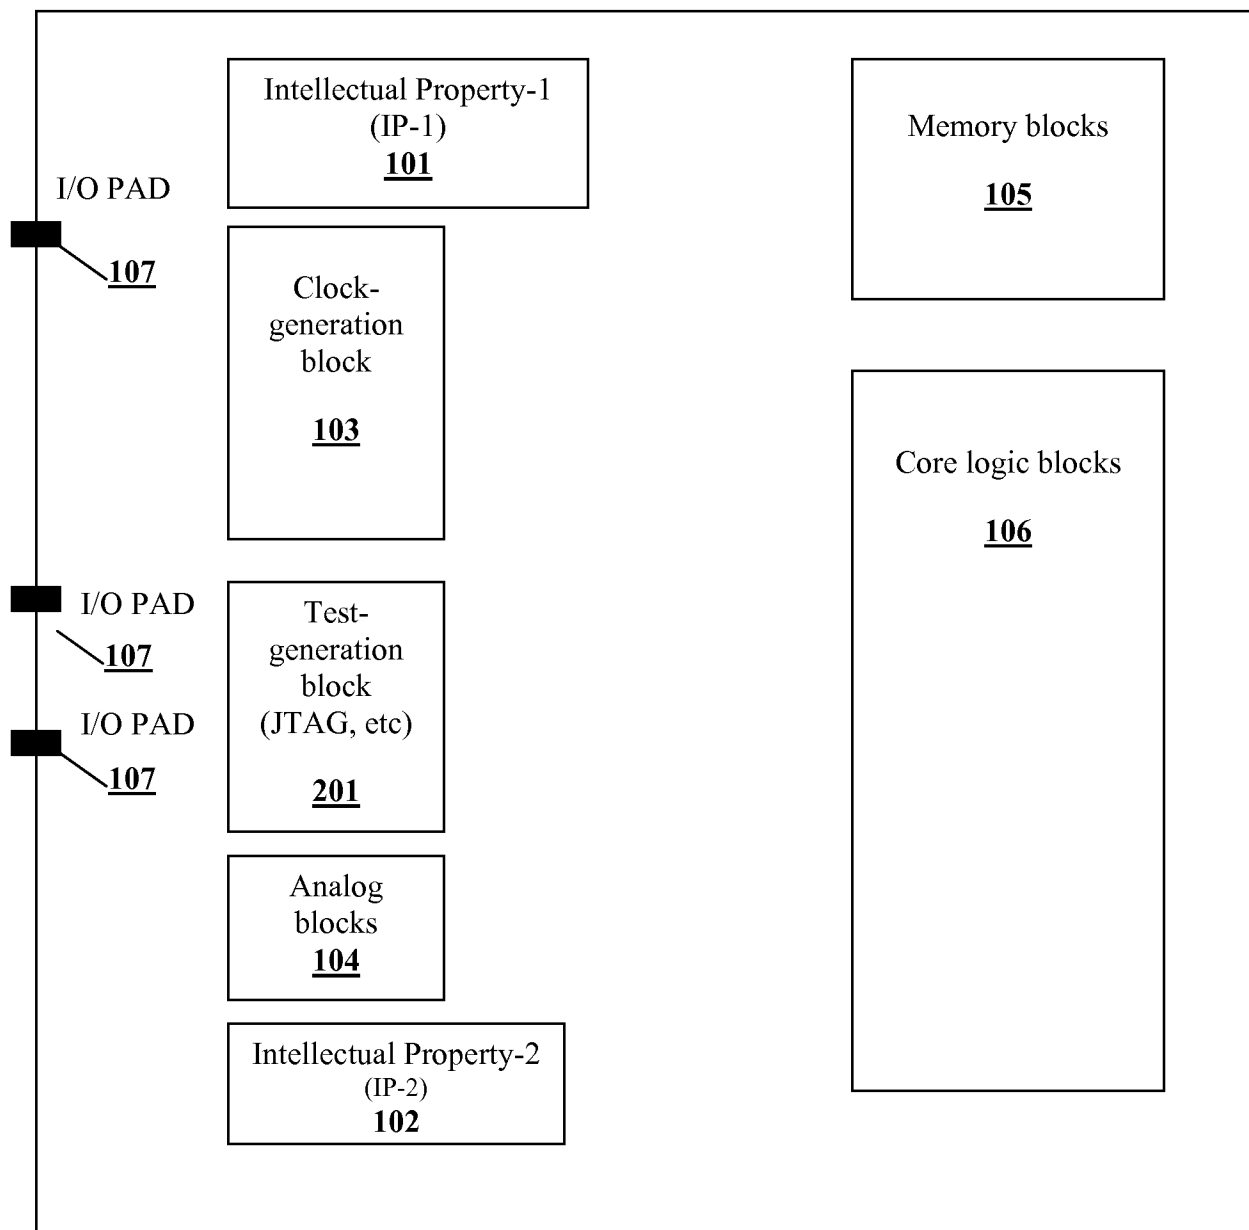 Intellectual Property-1
(IP-1)
101
Memory blocks
105
I/O PAD
107
Clock-
generation
block
103
Core logic blocks
106
I/O PAD
107
Test-
generation
block
(JTAG, etc)
201
I/O PAD
107
Analog
blocks
104
Intellectual Property-2
(IP-2)
102